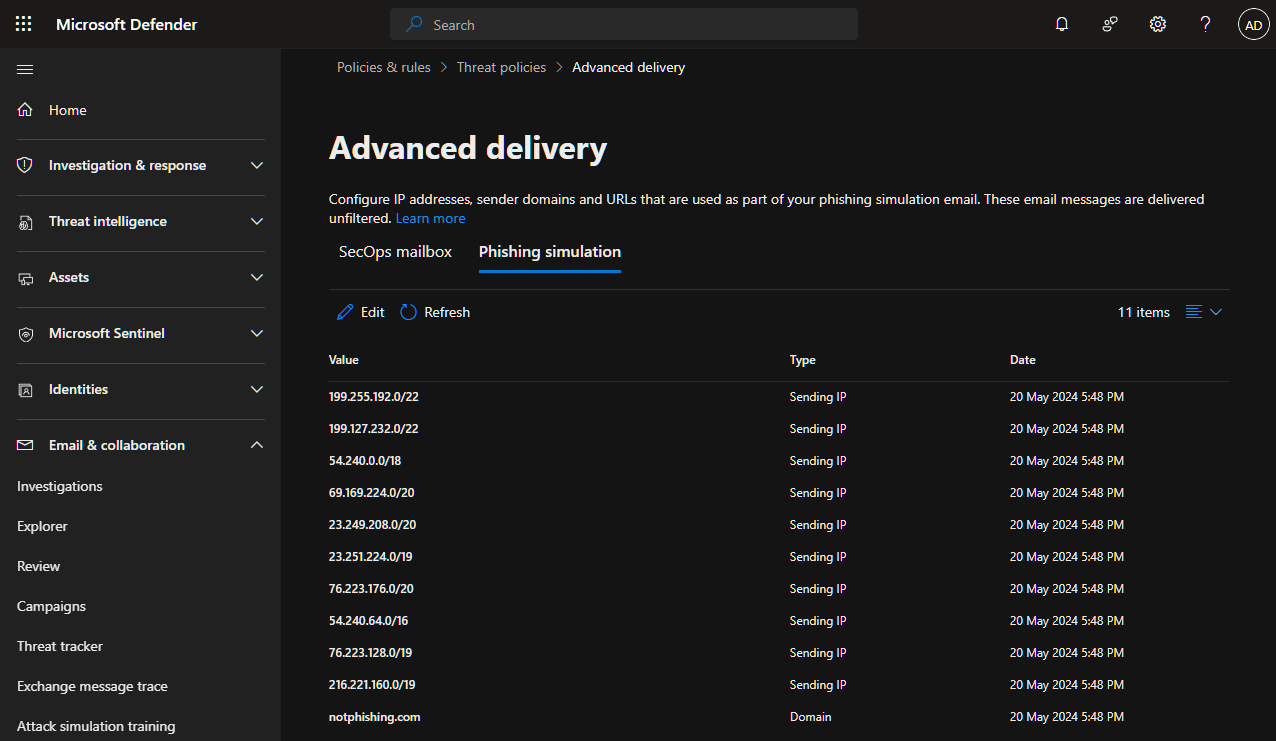 Microsoft Defender
Search
AD
Policies & rules > Threat policies > Advanced delivery
Home
Investigation & response
Threat intelligence
Assets
Microsoft Sentinel
Identities
Email & collaboration
Investigations
Explorer
Review
Campaigns
Threat tracker
Exchange message trace
Attack simulation training
Advanced delivery
Configure IP addresses, sender domains and URLs that are used as part of your phishing simulation email. These email messages are delivered
unfiltered. Learn more
SecOps mailbox Phishing simulation
Edit Refresh 11 items
Value Type Date
199.255.192.0/22 Sending IP 20 May 2024 5:48 PM
199.127.232.0/22 Sending IP 20 May 2024 5:48 PM
54.240.0.0/18 Sending IP 20 May 2024 5:48 PM
69.169.224.0/20 Sending IP 20 May 2024 5:48 PM
23.249.208.0/20 Sending IP 20 May 2024 5:48 PM
23.251.224.0/19 Sending IP 20 May 2024 5:48 PM
76.223.176.0/20 Sending IP 20 May 2024 5:48 PM
54.240.64.0/16 Sending IP 20 May 2024 5:48 PM
76.223.128.0/19 Sending IP 20 May 2024 5:48 PM
216.221.160.0/19 Sending IP 20 May 2024 5:48 PM
notphishing.com Domain 20 May 2024 5:48 PM